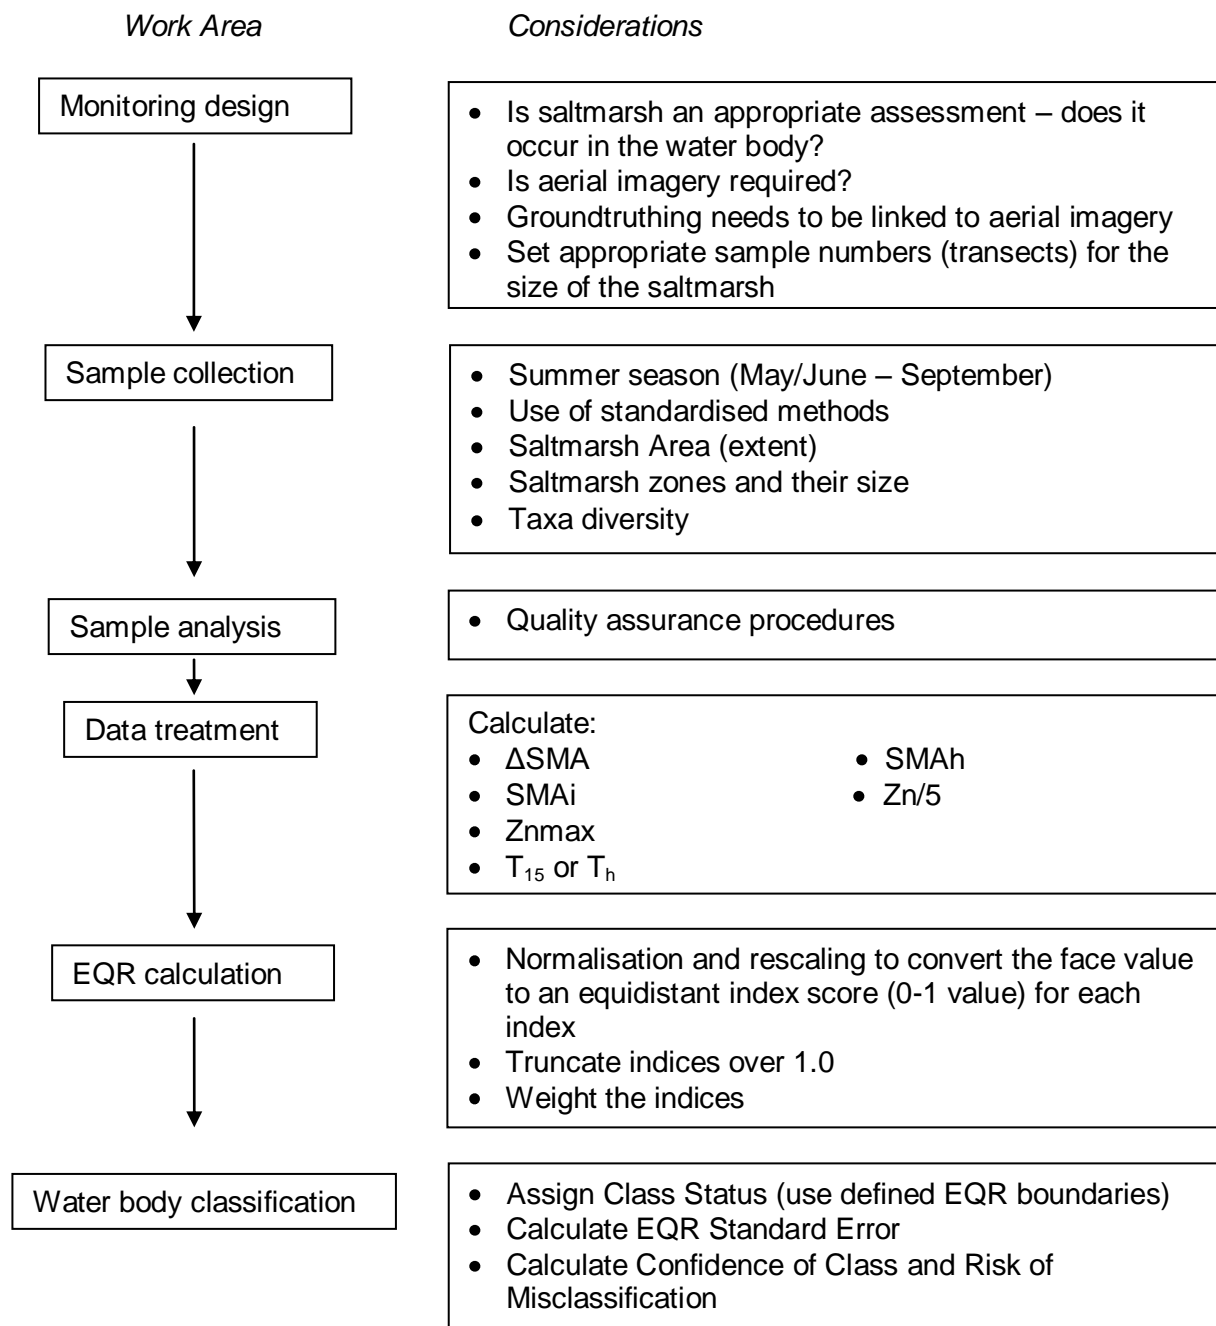 Work Area
Considerations
Monitoring design
• Is saltmarsh an appropriate assessment – does it
occur in the water body?
• Is aerial imagery required?
• Groundtruthing needs to be linked to aerial imagery
• Set appropriate sample numbers (transects) for the
size of the saltmarsh
Sample collection
• Summer season (May/June – September)
• Use of standardised methods
• Saltmarsh Area (extent)
• Saltmarsh zones and their size
• Taxa diversity
Sample analysis
• Quality assurance procedures
Data treatment
Calculate:
• ΔSMA
• SMAi
• Znmax
• T₁₅ or Tₕ
• SMAh
• Zn/5
EQR calculation
• Normalisation and rescaling to convert the face value
to an equidistant index score (0-1 value) for each
index
• Truncate indices over 1.0
• Weight the indices
Water body classification
• Assign Class Status (use defined EQR boundaries)
• Calculate EQR Standard Error
• Calculate Confidence of Class and Risk of
Misclassification